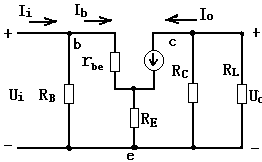 Ii Ib Io
+ b c +
rbe
Ui RB RC RL Uo
RE
- e -